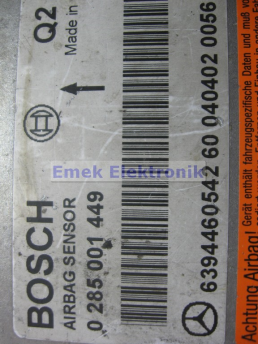 BOSCH
Q2
AIRBAG SENSOR
Made in
0 285 001 449
6394460542 60 040402 0056
Achtung Airbag!
Gerät enthält fahrzeugspezifische Daten und muß vo
Emek Elektronik